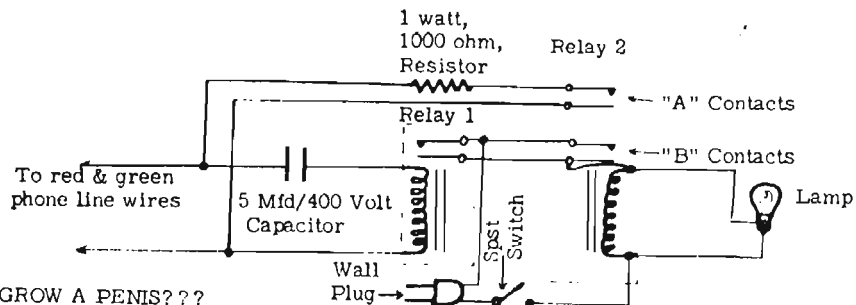 1 watt,
1000 ohm,
Resistor
Relay 2
"A" Contacts
Relay 1
"B" Contacts
To red & green
phone line wires
5 Mfd/400 Volt
Capacitor
Lamp
Spst
Switch
Wall
Plug
GROW A PENIS???